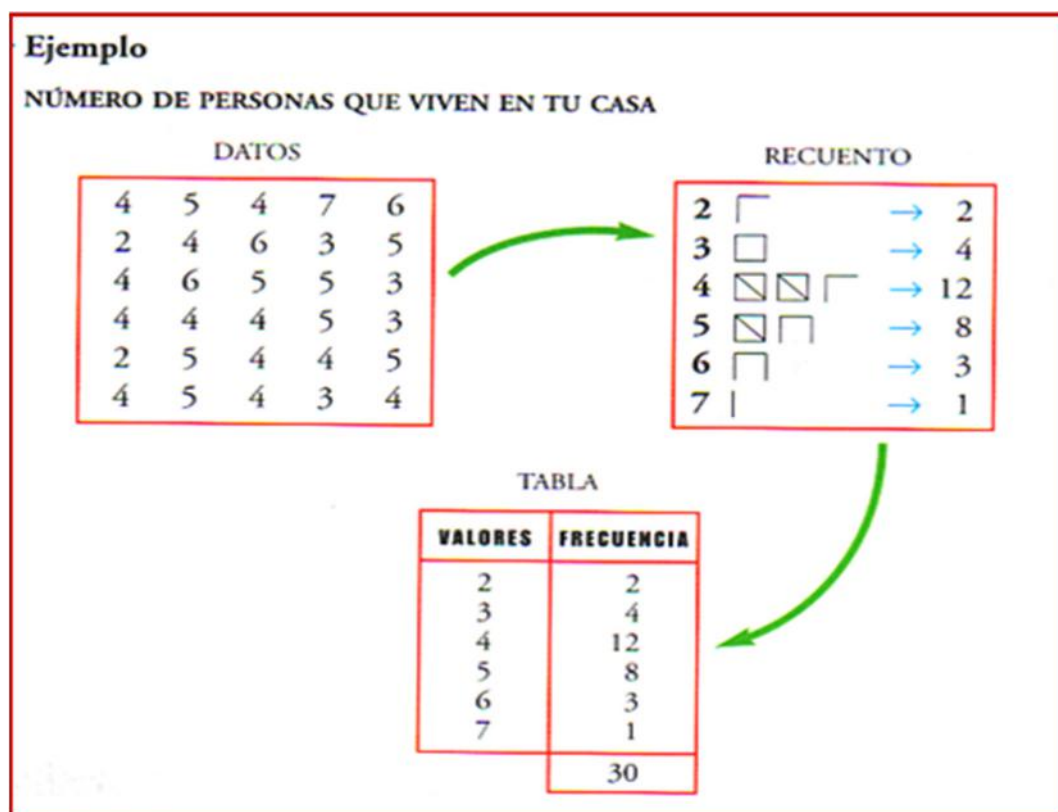 Ejemplo
NÚMERO DE PERSONAS QUE VIVEN EN TU CASA
DATOS
4 5 4 7 6
2 4 6 3 5
4 6 5 5 3
4 4 4 5 3
2 5 4 4 5
4 5 4 3 4
RECUENTO
2 → 2
3 → 4
4 → 12
5 → 8
6 → 3
7 → 1
TABLA
VALORES FRECUENCIA
2 2
3 4
4 12
5 8
6 3
7 1
30